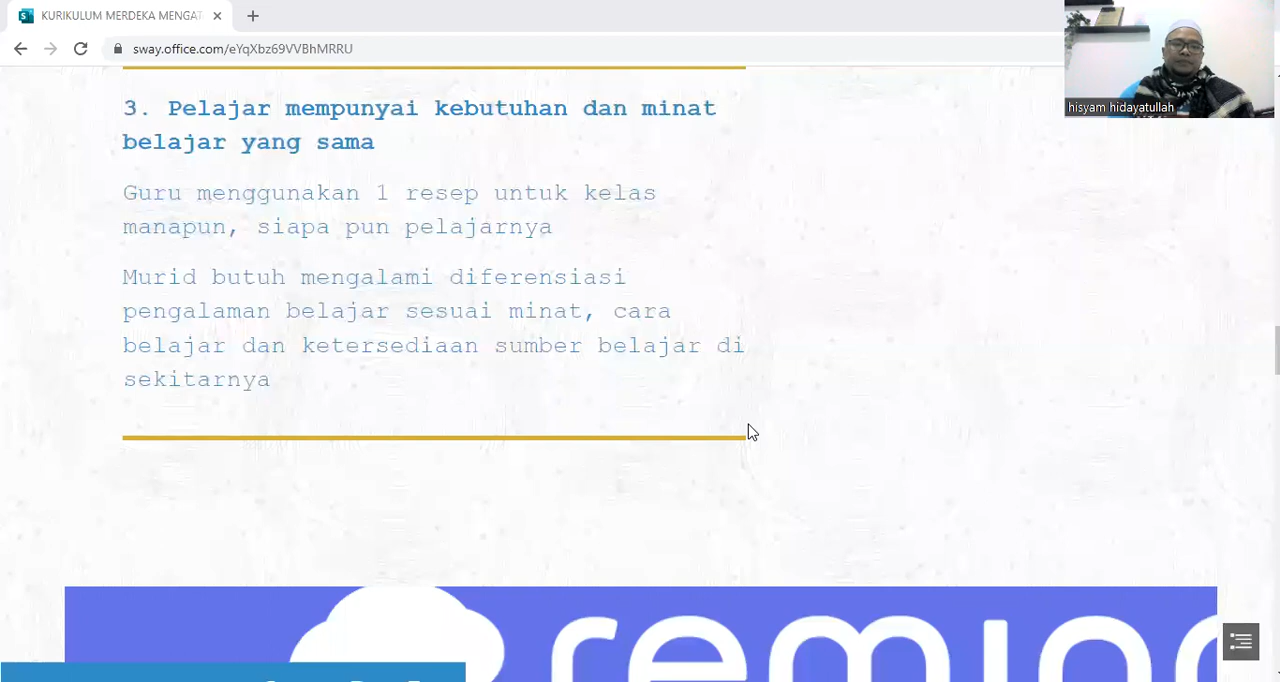 KURIKULUM MERDEKA MENGAT
sway.office.com/eYqXbz69VVBhMRRU
hisyam hidayatullah
3. Pelajar mempunyai kebutuhan dan minat
belajar yang sama
Guru menggunakan 1 resep untuk kelas
manapun, siapa pun pelajarnya
Murid butuh mengalami diferensiasi
pengalaman belajar sesuai minat, cara
belajar dan ketersediaan sumber belajar di
sekitarnya
remind